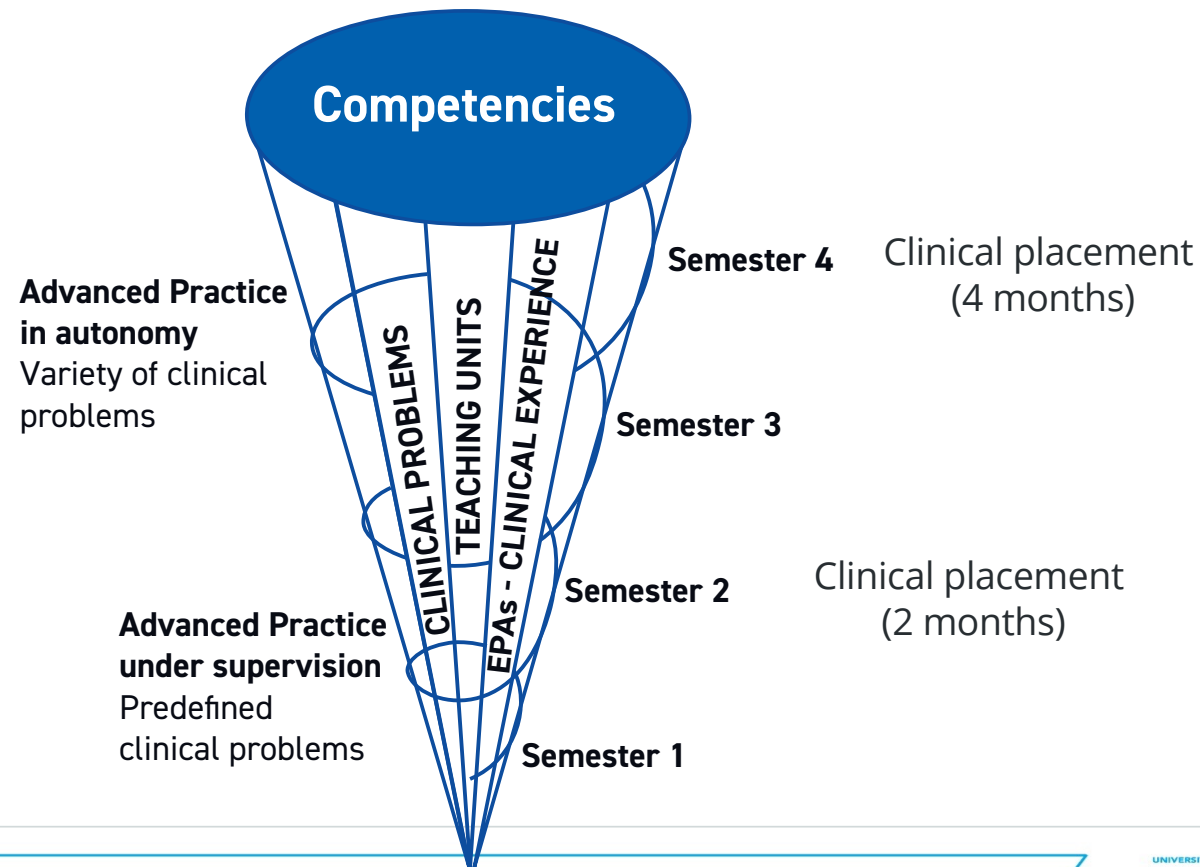 Competencies
Semester 4
Clinical placement
(4 months)
Advanced Practice
in autonomy
Variety of clinical
problems
CLINICAL PROBLEMS
TEACHING UNITS
EPAs - CLINICAL EXPERIENCE
Semester 3
Semester 2
Clinical placement
(2 months)
Advanced Practice
under supervision
Predefined
clinical problems
Semester 1